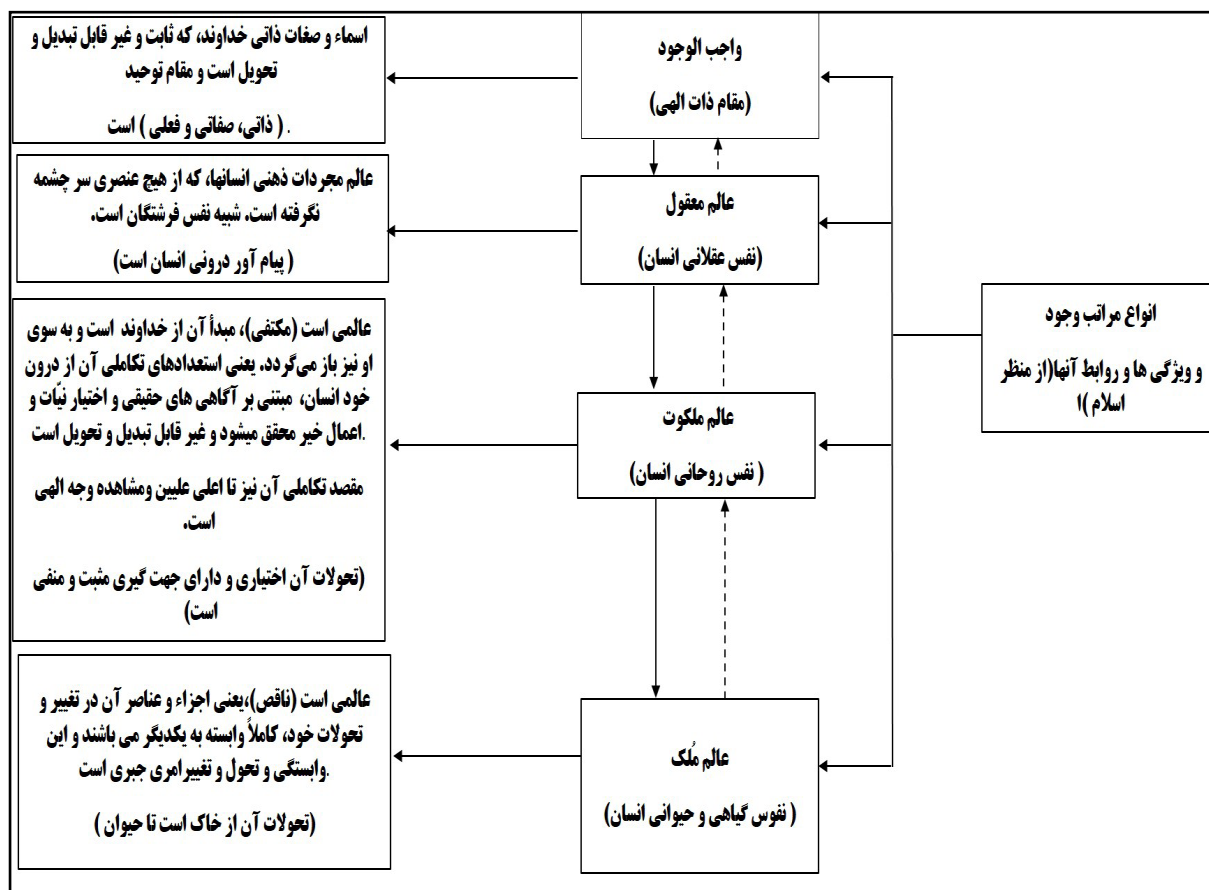 انواع مراتب وجود
و ویژگی ها و روابط آنها(از منظر
اسلام )ا
واجب الوجود
(مقام ذات الهی)
اسماء و صغات ذاتی خداوند، که ثابت و غیر قابل تبدیل و
تحویل است و مقام توحید
. ( ذاتی، صفاتی و فعلی ) است
عالم معقول
(نفس عقلانی انسان)
عالم مجردات ذهنی انسانها، که از هیچ عنصری سر چشمه
نگرفته است. شبیه نفس فرشتگان است.
( پیام آور درونی انسان است)
عالم ملکوت
( نفس روحانی انسان)
عالمی است (مکتفی)، مبدأ آن از خداوند است و به سوی
او نیز باز می‌گردد. یعنی استعدادهای تکاملی آن از درون
خود انسان، مبتنی بر آگاهی های حقیقی و اختیار نیّات و
.اعمال خیر محقق میشود و غیر قابل تبدیل و تحویل است
مقصد تکاملی آن نیز تا اعلی علیین ومشاهده وجه الهی
است.
(تحولات آن اختیاری و دارای جهت گیری مثبت و منفی
است)
عالم مُلک
( نفوس گیاهی و حیوانی انسان)
عالمی است (ناقص)،یعنی اجزاء و عناصر آن در تغییر و
تحولات خود، کاملاً وابسته به یکدیگر می باشند و این
.وابستگی و تحول و تغییرامری جبری است
(تحولات آن از خاک است تا حیوان )